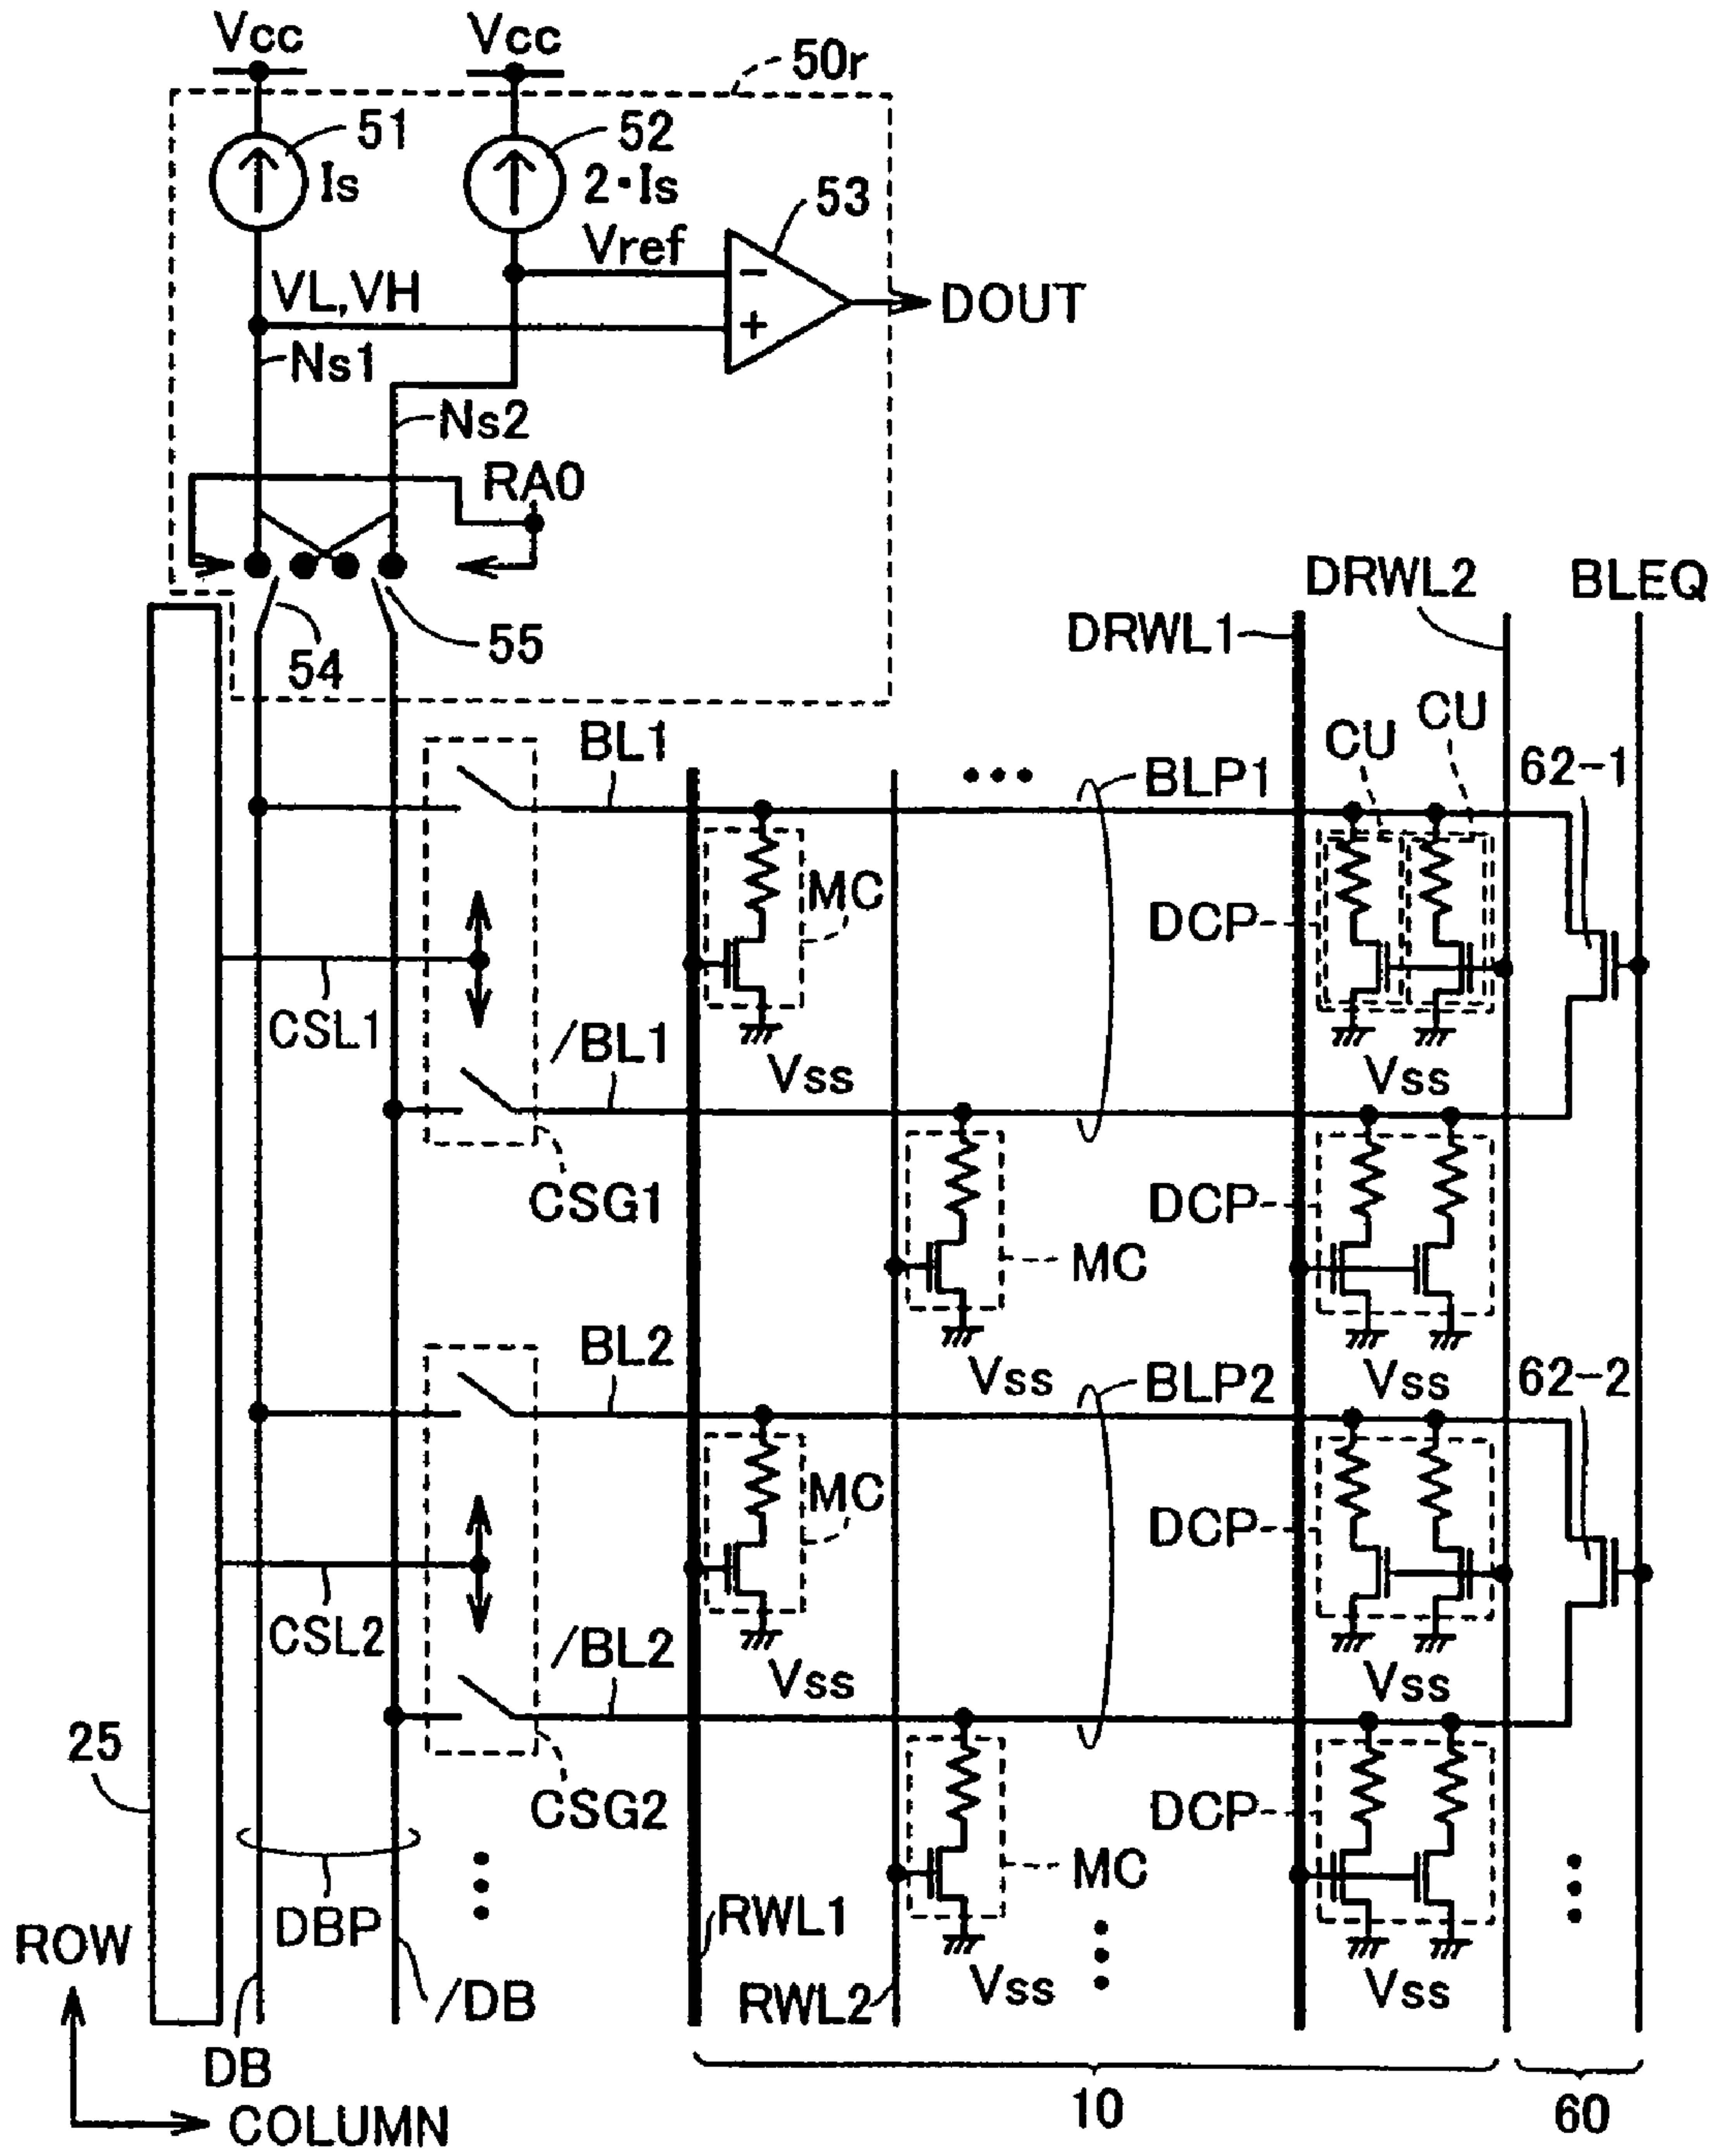 Vcc Vcc
50r
51 52
Is 2·Is
53
Vref
−
VL,VH
+
DOUT
Ns1
Ns2
RA0
DRWL2 BLEQ
DRWL1
54 55
CU CU
BL1 BLP1 62-1
MC
DCP
CSL1 /BL1
Vss Vss
CSG1 DCP
MC
BL2 Vss BLP2 Vss 62-2
MC
DCP
CSL2 /BL2
Vss Vss
25
CSG2 DCP
MC
ROW DBP RWL1
/DB RWL2 Vss Vss
DB
10 60
COLUMN